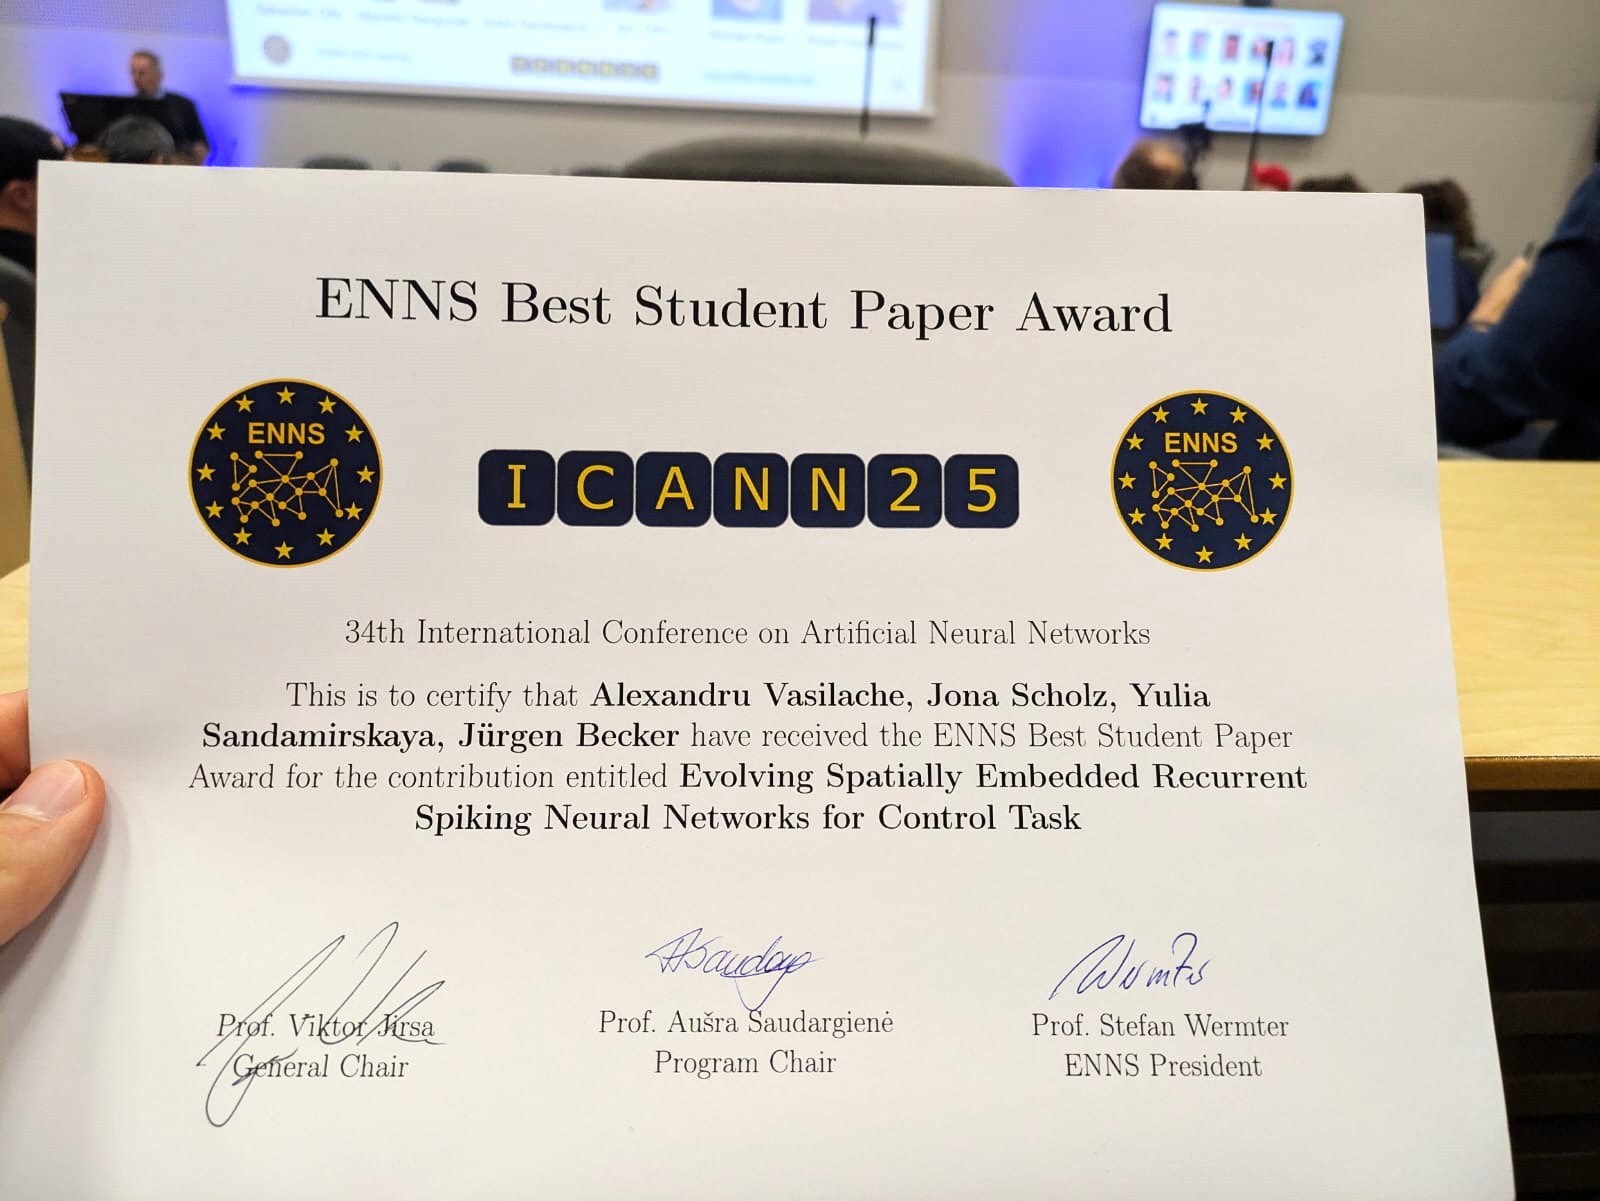 ENNS Best Student Paper Award
ENNS
ICANN25
ENNS
34th International Conference on Artificial Neural Networks
This is to certify that Alexandru Vasilache, Jona Scholz, Yulia
Sandamirskaya, Jürgen Becker have received the ENNS Best Student Paper
Award for the contribution entitled Evolving Spatially Embedded Recurrent
Spiking Neural Networks for Control Task
Prof. Viktor Jirsa
General Chair
Prof. Aušra Saudargienė
Program Chair
Prof. Stefan Wermter
ENNS President